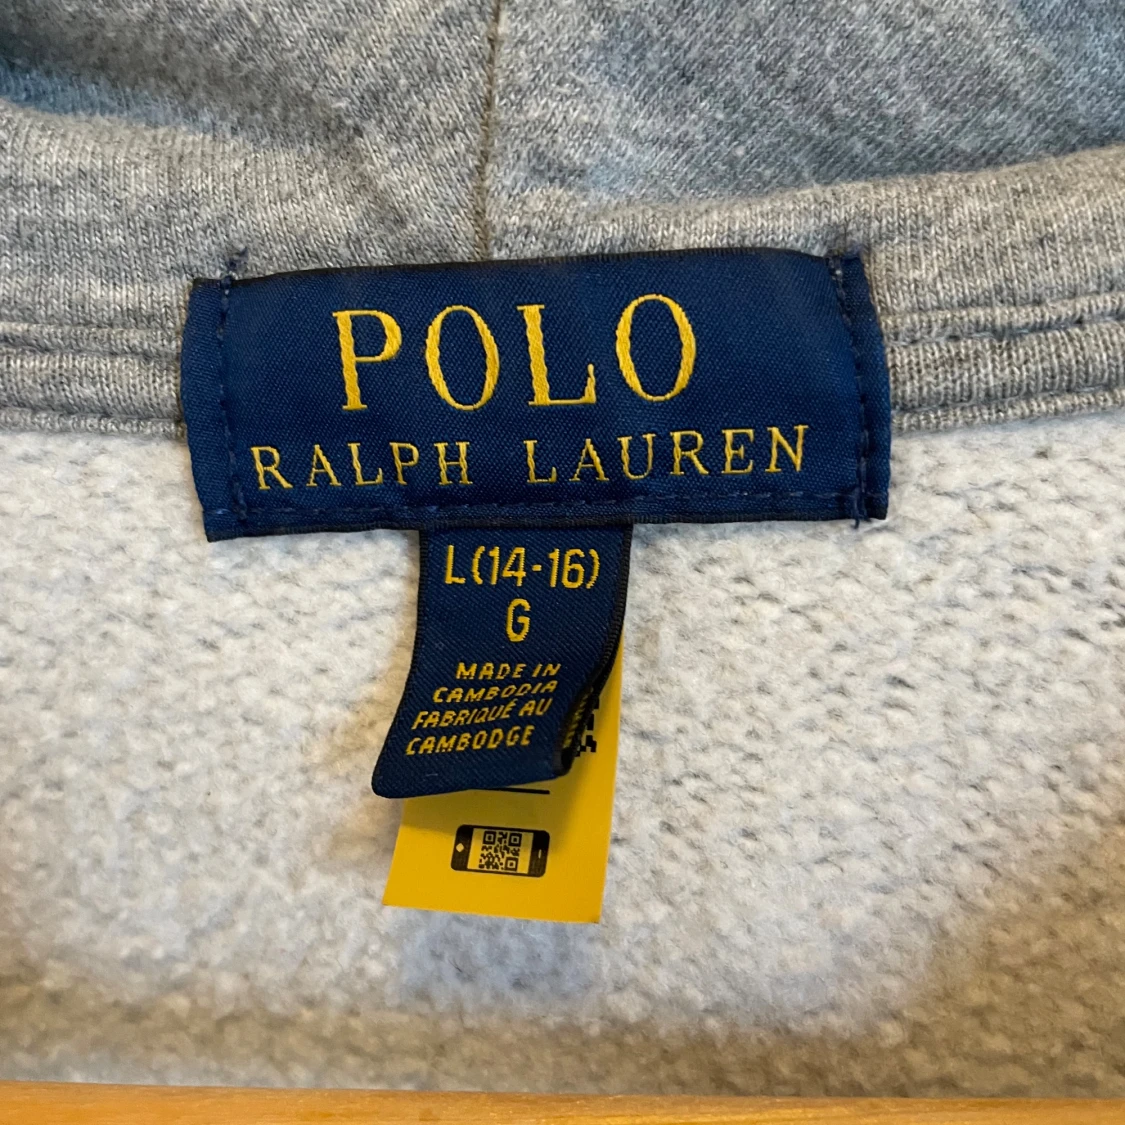 POLO
RALPH LAUREN
L(14-16)
G
MADE IN
CAMBODIA
FABRIQUÉ AU
CAMBODGE